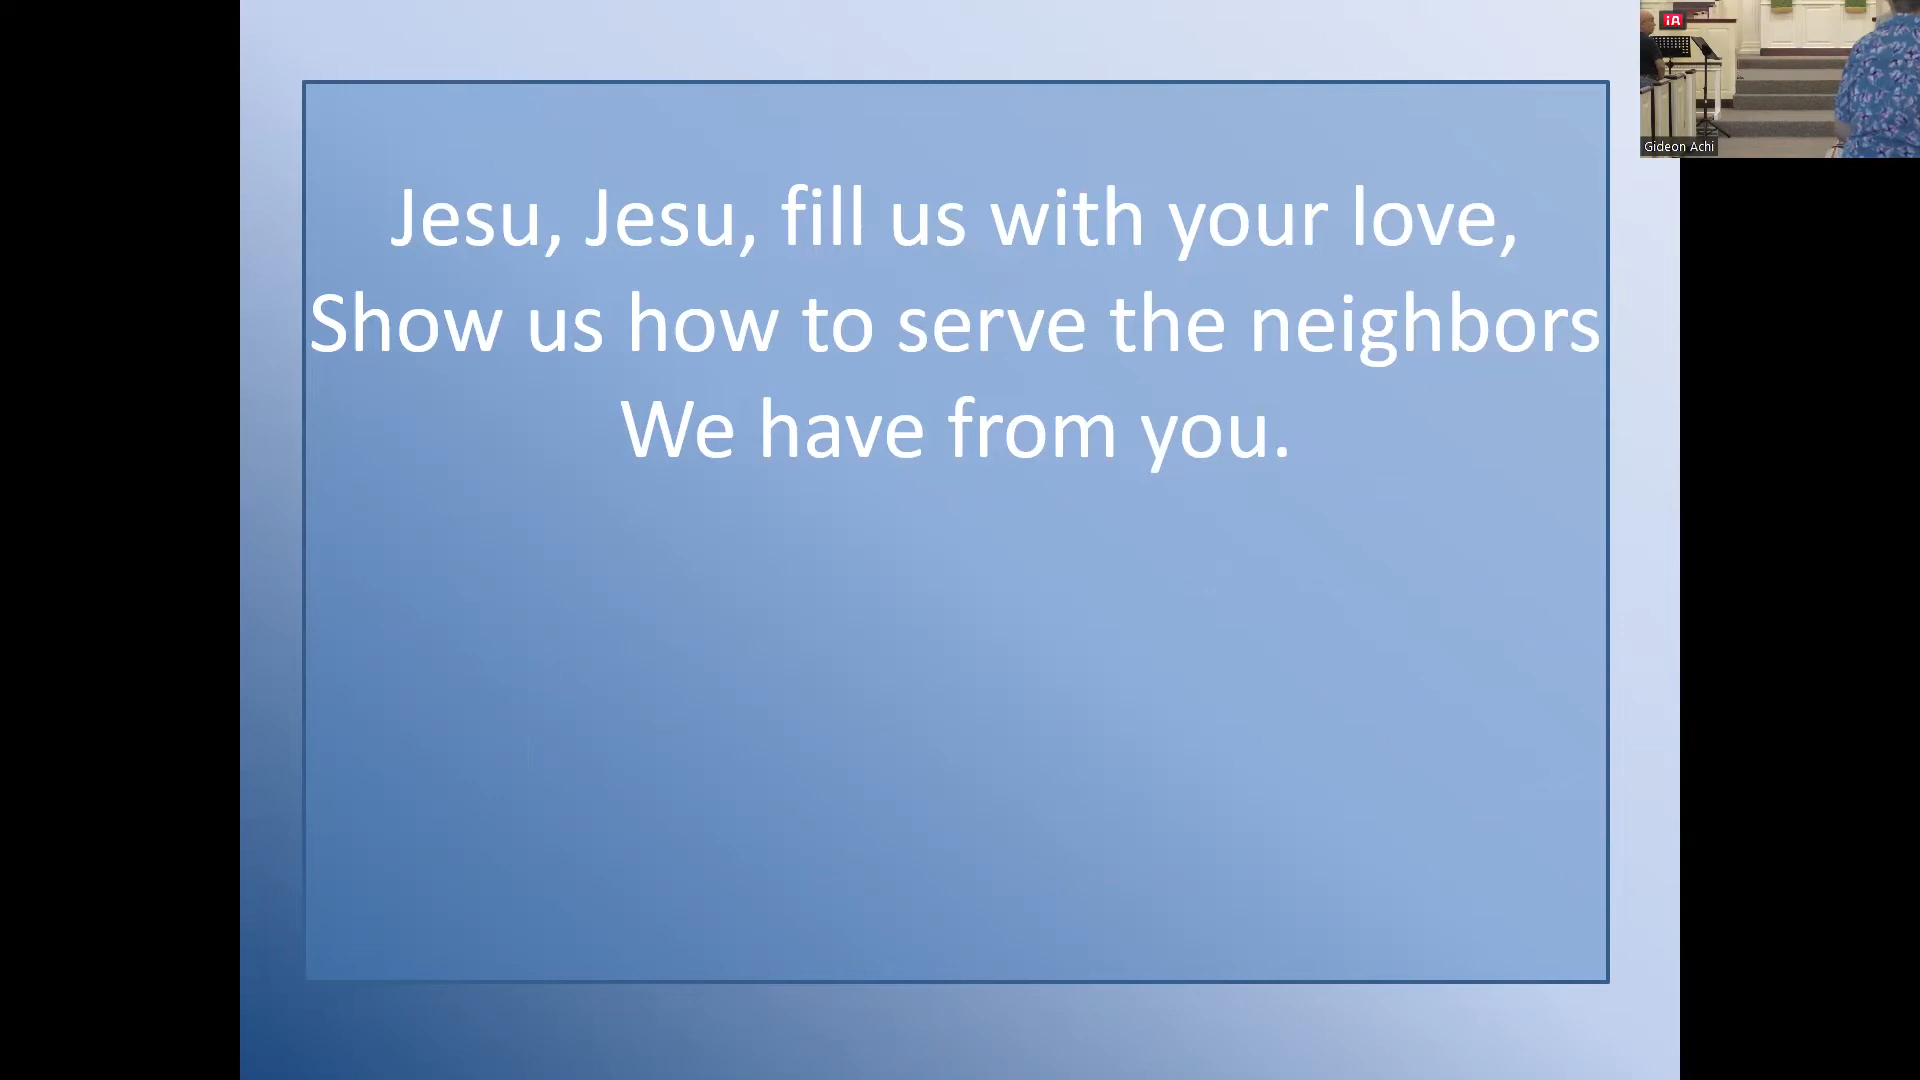 Jesu, Jesu, fill us with your love,
Show us how to serve the neighbors
We have from you.
iA
Gideon Achi